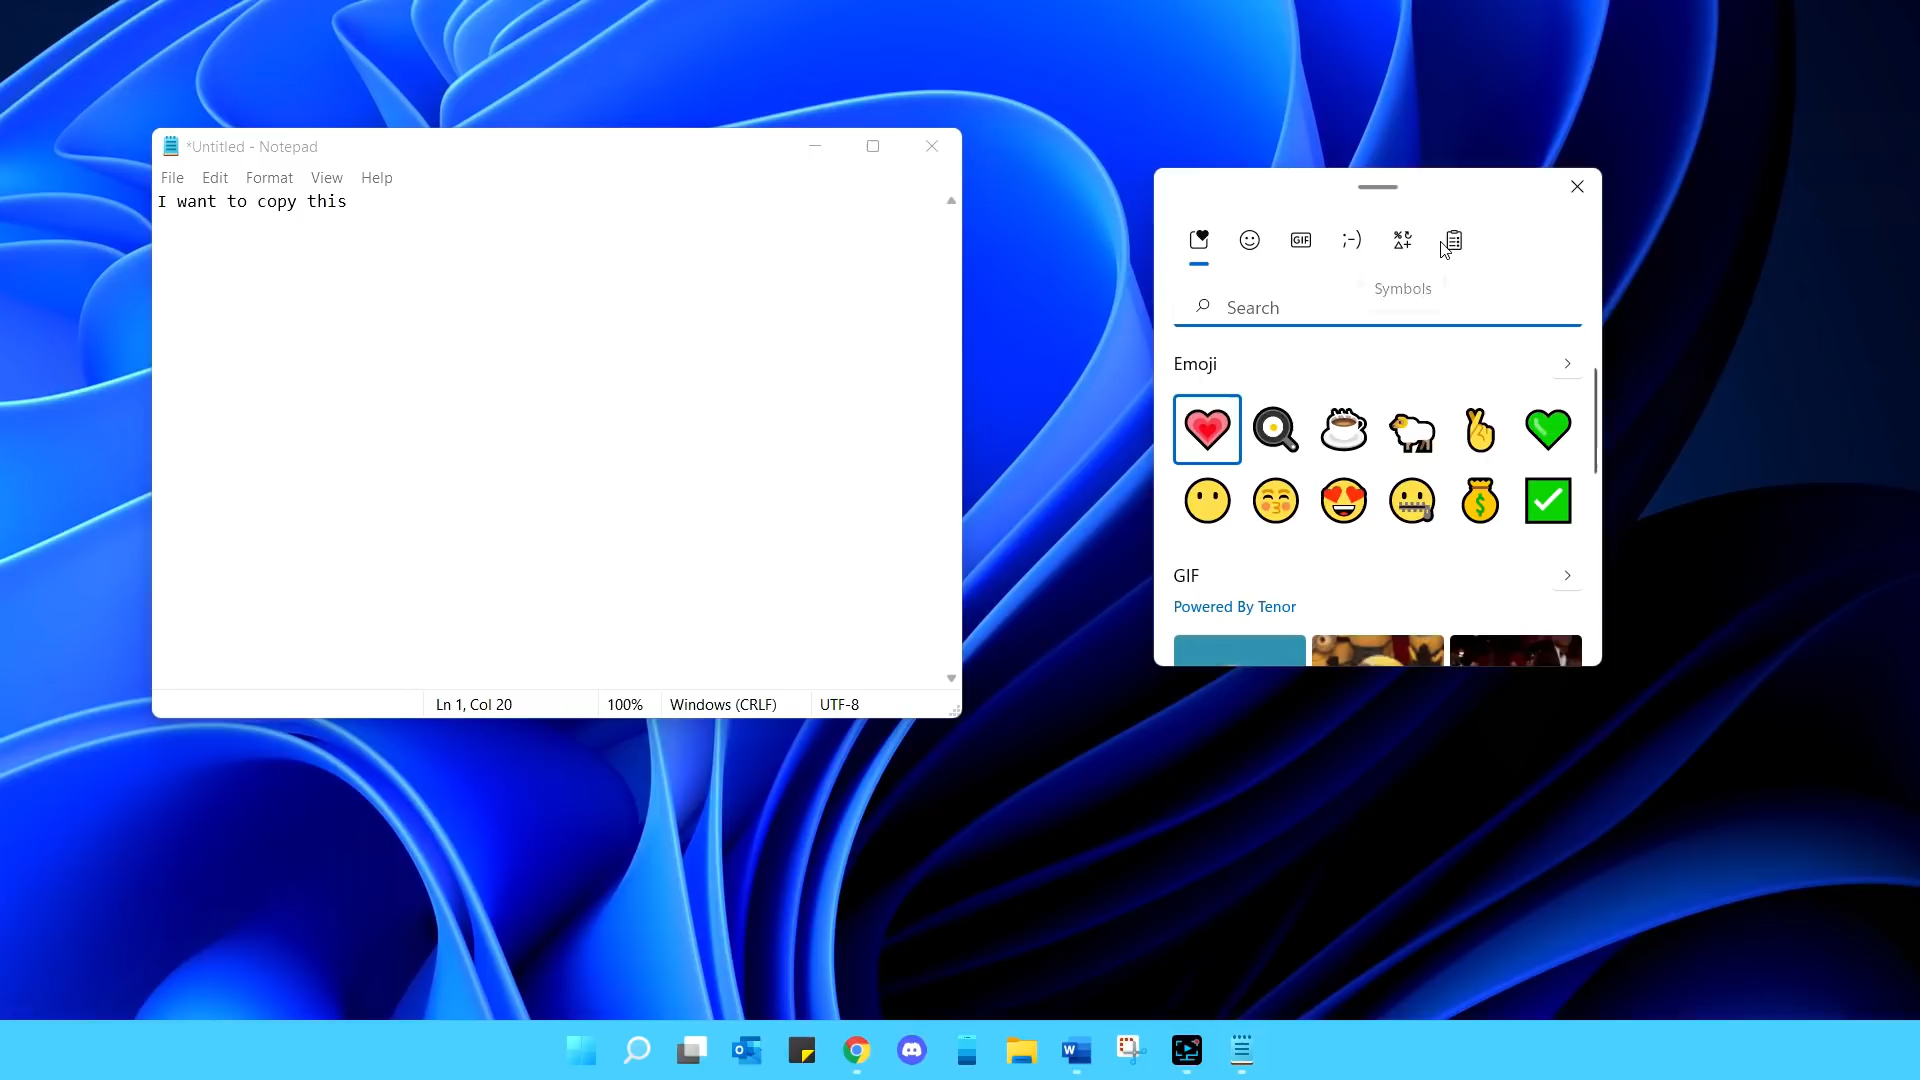 *Untitled - Notepad
File Edit Format View Help
I want to copy this
Ln 1, Col 20 100% Windows (CRLF) UTF-8
GIF ;-)
Symbols
Search
Emoji
GIF
Powered By Tenor